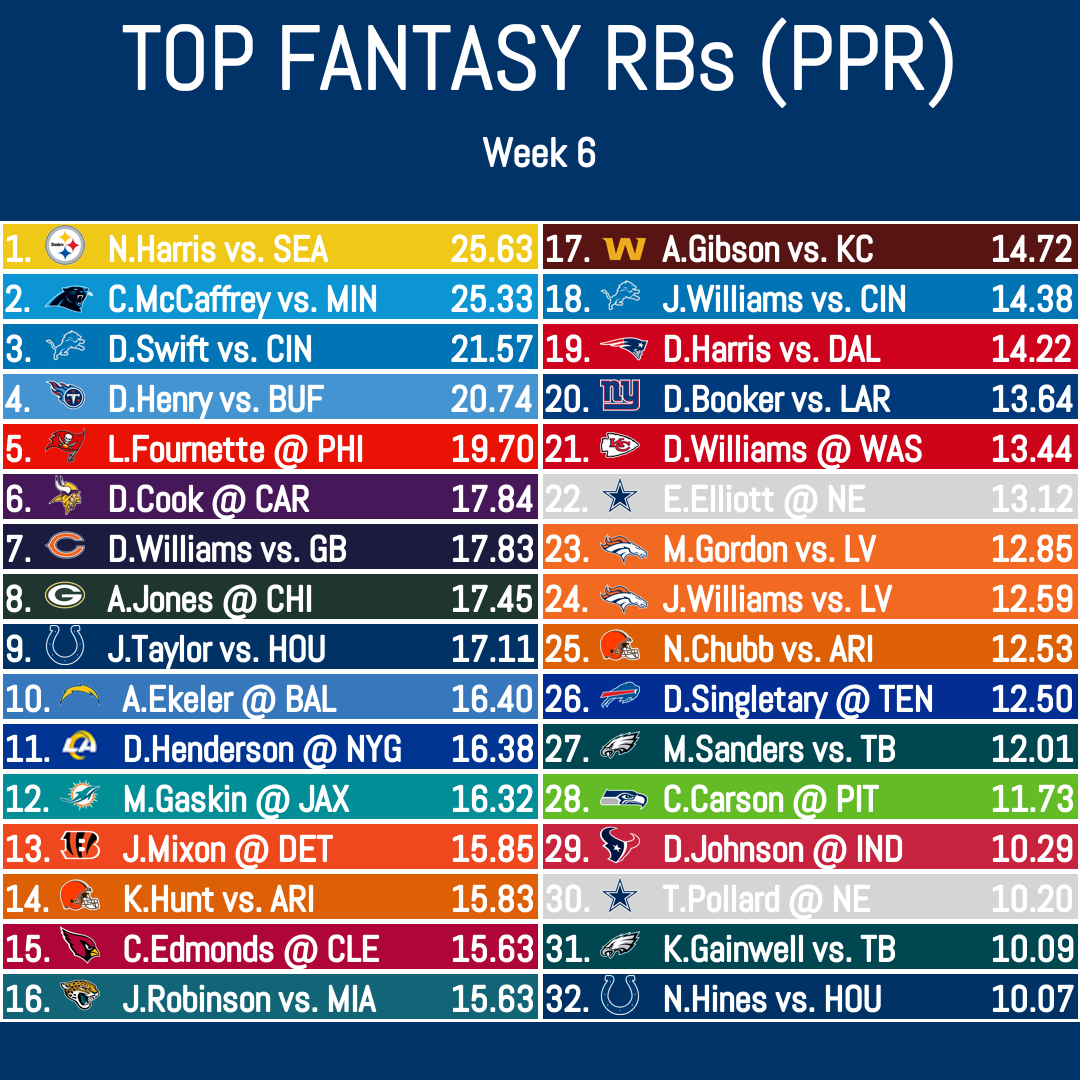 TOP FANTASY RBs (PPR)
Week 6
1. N.Harris vs. SEA 25.63
2. C.McCaffrey vs. MIN 25.33
3. D.Swift vs. CIN 21.57
4. D.Henry vs. BUF 20.74
5. L.Fournette @ PHI 19.70
6. D.Cook @ CAR 17.84
7. D.Williams vs. GB 17.83
8. A.Jones @ CHI 17.45
9. J.Taylor vs. HOU 17.11
10. A.Ekeler @ BAL 16.40
11. D.Henderson @ NYG 16.38
12. M.Gaskin @ JAX 16.32
13. J.Mixon @ DET 15.85
14. K.Hunt vs. ARI 15.83
15. C.Edmonds @ CLE 15.63
16. J.Robinson vs. MIA 15.63
17. A.Gibson vs. KC 14.72
18. J.Williams vs. CIN 14.38
19. D.Harris vs. DAL 14.22
20. D.Booker vs. LAR 13.64
21. D.Williams @ WAS 13.44
22. E.Elliott @ NE 13.12
23. M.Gordon vs. LV 12.85
24. J.Williams vs. LV 12.59
25. N.Chubb vs. ARI 12.53
26. D.Singletary @ TEN 12.50
27. M.Sanders vs. TB 12.01
28. C.Carson @ PIT 11.73
29. D.Johnson @ IND 10.29
30. T.Pollard @ NE 10.20
31. K.Gainwell vs. TB 10.09
32. N.Hines vs. HOU 10.07